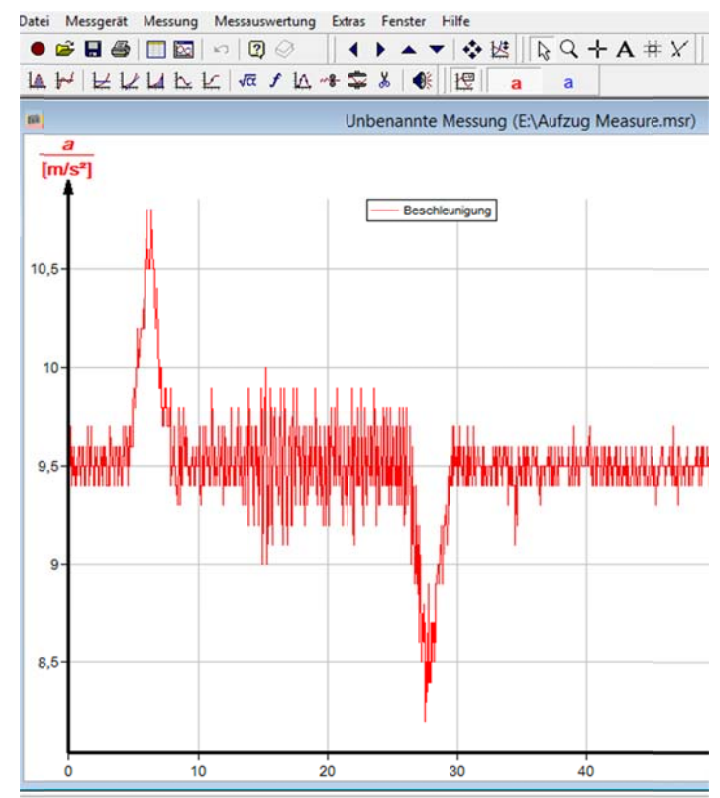 Datei Messgerät Messung Messauswertung Extras Fenster Hilfe
A
√α f
a a
Unbenannte Messung (E:\Aufzug Measure.msr)
a
[m/s²]
Beschleunigung
10,5
10
9,5
9
8,5
0 10 20 30 40